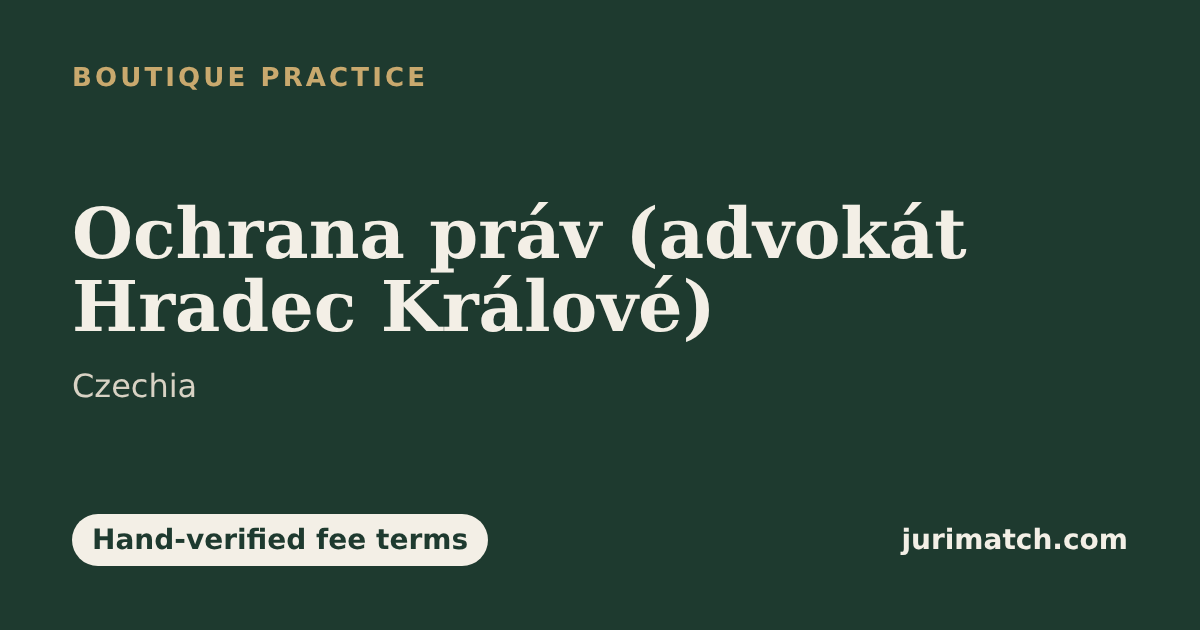 BOUTIQUE PRACTICE
Ochrana práv (advokát
Hradec Králové)
Czechia
Hand-verified fee terms
jurimatch.com